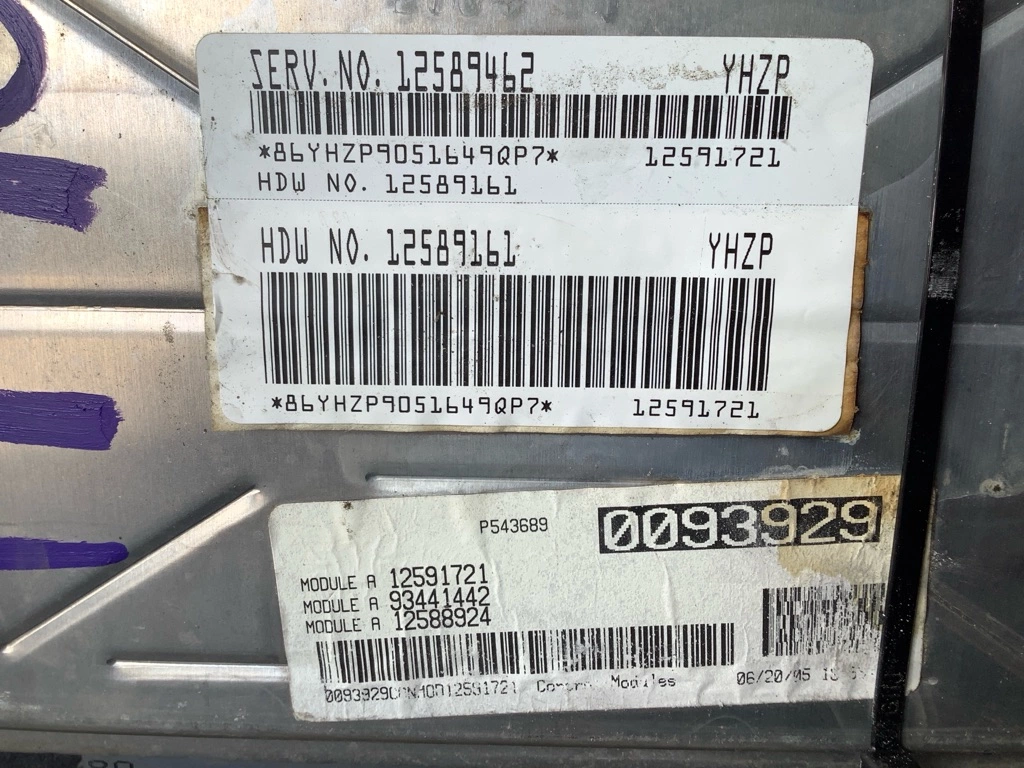 SERV. NO. 12589462 YHZP
*86YHZP9051649QP7* 12591721
HDW NO. 12589161
HDW NO. 12589161 YHZP
*86YHZP9051649QP7* 12591721
P543689 0093929
MODULE A 12591721
MODULE A 93441442
MODULE A 12588924
Modules 06/20/05